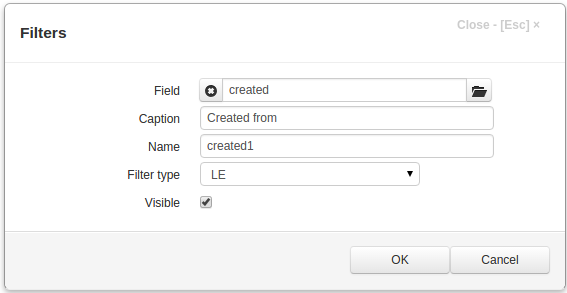 Filters
Close - [Esc] ×
Field created
Caption Created from
Name created1
Filter type LE
Visible
OK Cancel